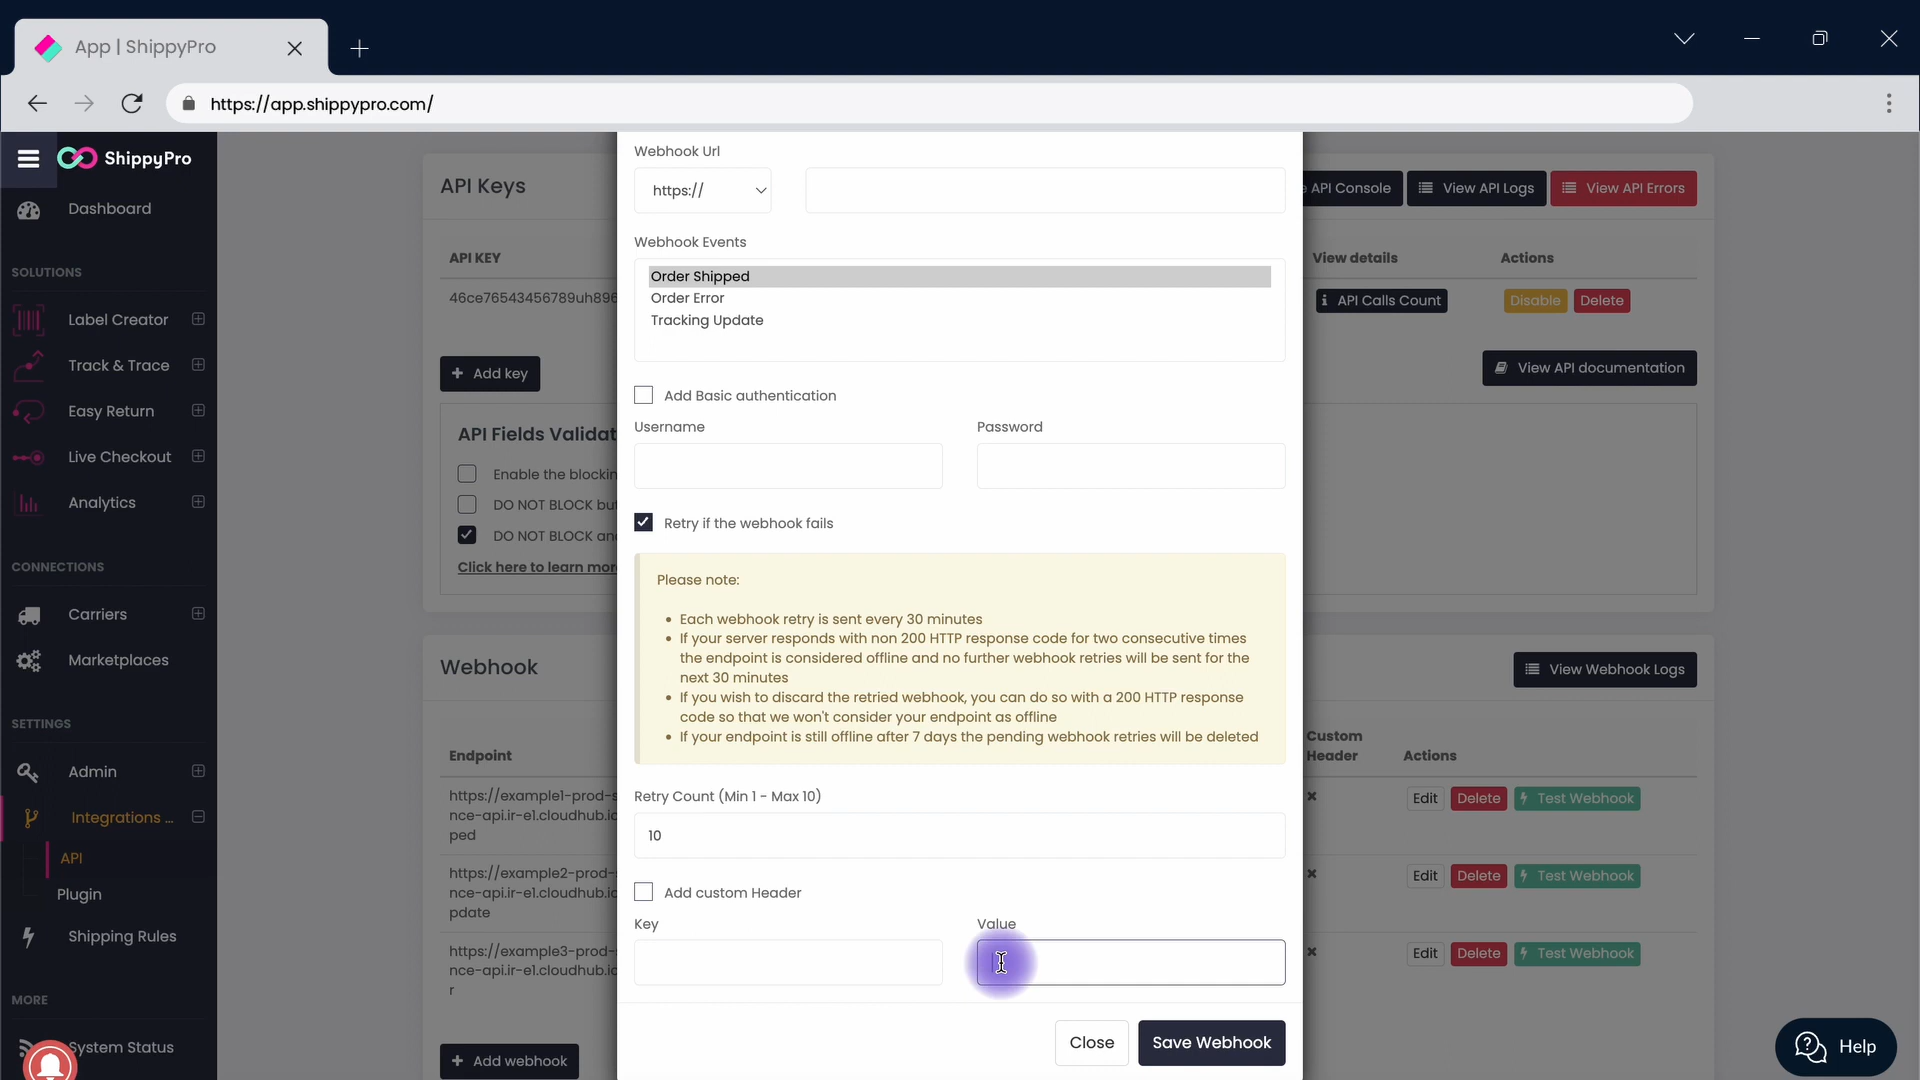 App | ShippyPro
https://app.shippypro.com/
ShippyPro
Dashboard
SOLUTIONS
Label Creator
Track & Trace
Easy Return
Live Checkout
Analytics
CONNECTIONS
Carriers
Marketplaces
SETTINGS
Admin
Integrations ...
API
Plugin
Shipping Rules
MORE
System Status
API Keys
API KEY
46ce76543456789uh896
Add key
API Fields Validat
Enable the blockin
DO NOT BLOCK but
DO NOT BLOCK and
Click here to learn mor
Webhook
Endpoint
https://example1-prod-s
nce-api.ir-e1.cloudhub.io
ped
https://example2-prod-s
nce-api.ir-e1.cloudhub.io
pdate
https://example3-prod-s
nce-api.ir-e1.cloudhub.io
r
Add webhook
Webhook Url
https://
Webhook Events
Order Shipped
Order Error
Tracking Update
Add Basic authentication
Username Password
Retry if the webhook fails
Please note:
• Each webhook retry is sent every 30 minutes
• If your server responds with non 200 HTTP response code for two consecutive times
the endpoint is considered offline and no further webhook retries will be sent for the
next 30 minutes
• If you wish to discard the retried webhook, you can do so with a 200 HTTP response
code so that we won't consider your endpoint as offline
• If your endpoint is still offline after 7 days the pending webhook retries will be deleted
Retry Count (Min 1 - Max 10)
10
Add custom Header
Key Value
Close Save Webhook
API Console View API Logs View API Errors
View details Actions
API Calls Count Disable Delete
View API documentation
View Webhook Logs
Custom
Header Actions
Edit Delete Test Webhook
Edit Delete Test Webhook
Edit Delete Test Webhook
Help